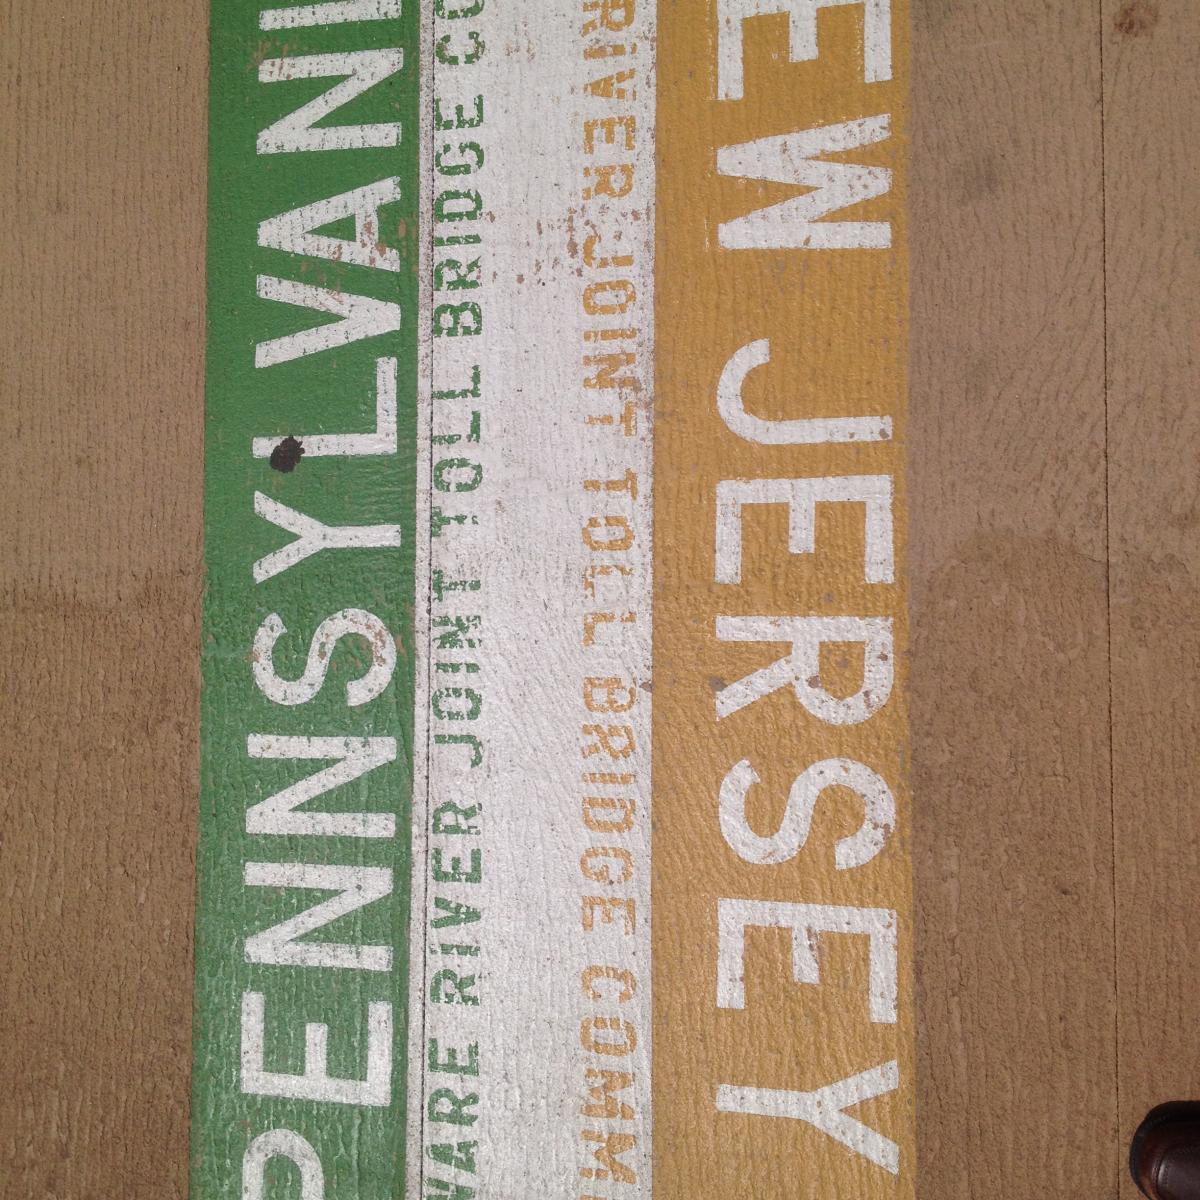 PENNSYLVANI
WARE RIVER JOINT TOLL BRIDGE CO
RIVER JOINT TOLL BRIDGE COMM
EW JERSEY